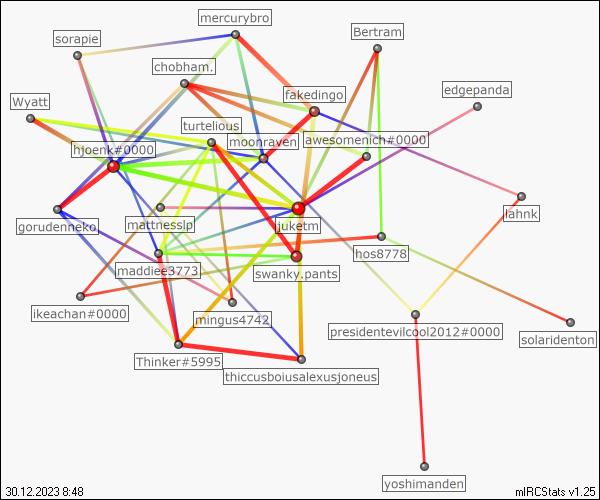 mercurybro
sorapie
Bertram
chobham.
edgepanda
fakedingo
Wyatt
turtelious
awesomenich#0000
moonraven
hjoenk#0000
lahnk
gorudenneko
mattnesslp
juketm
hos8778
maddiee3773
swanky.pants
ikeachan#0000
mingus4742
presidentevilcool2012#0000
solaridenton
Thinker#5995
thiccusboiusalexusjoneus
yoshimanden
30.12.2023 8:48
mIRCStats v1.25